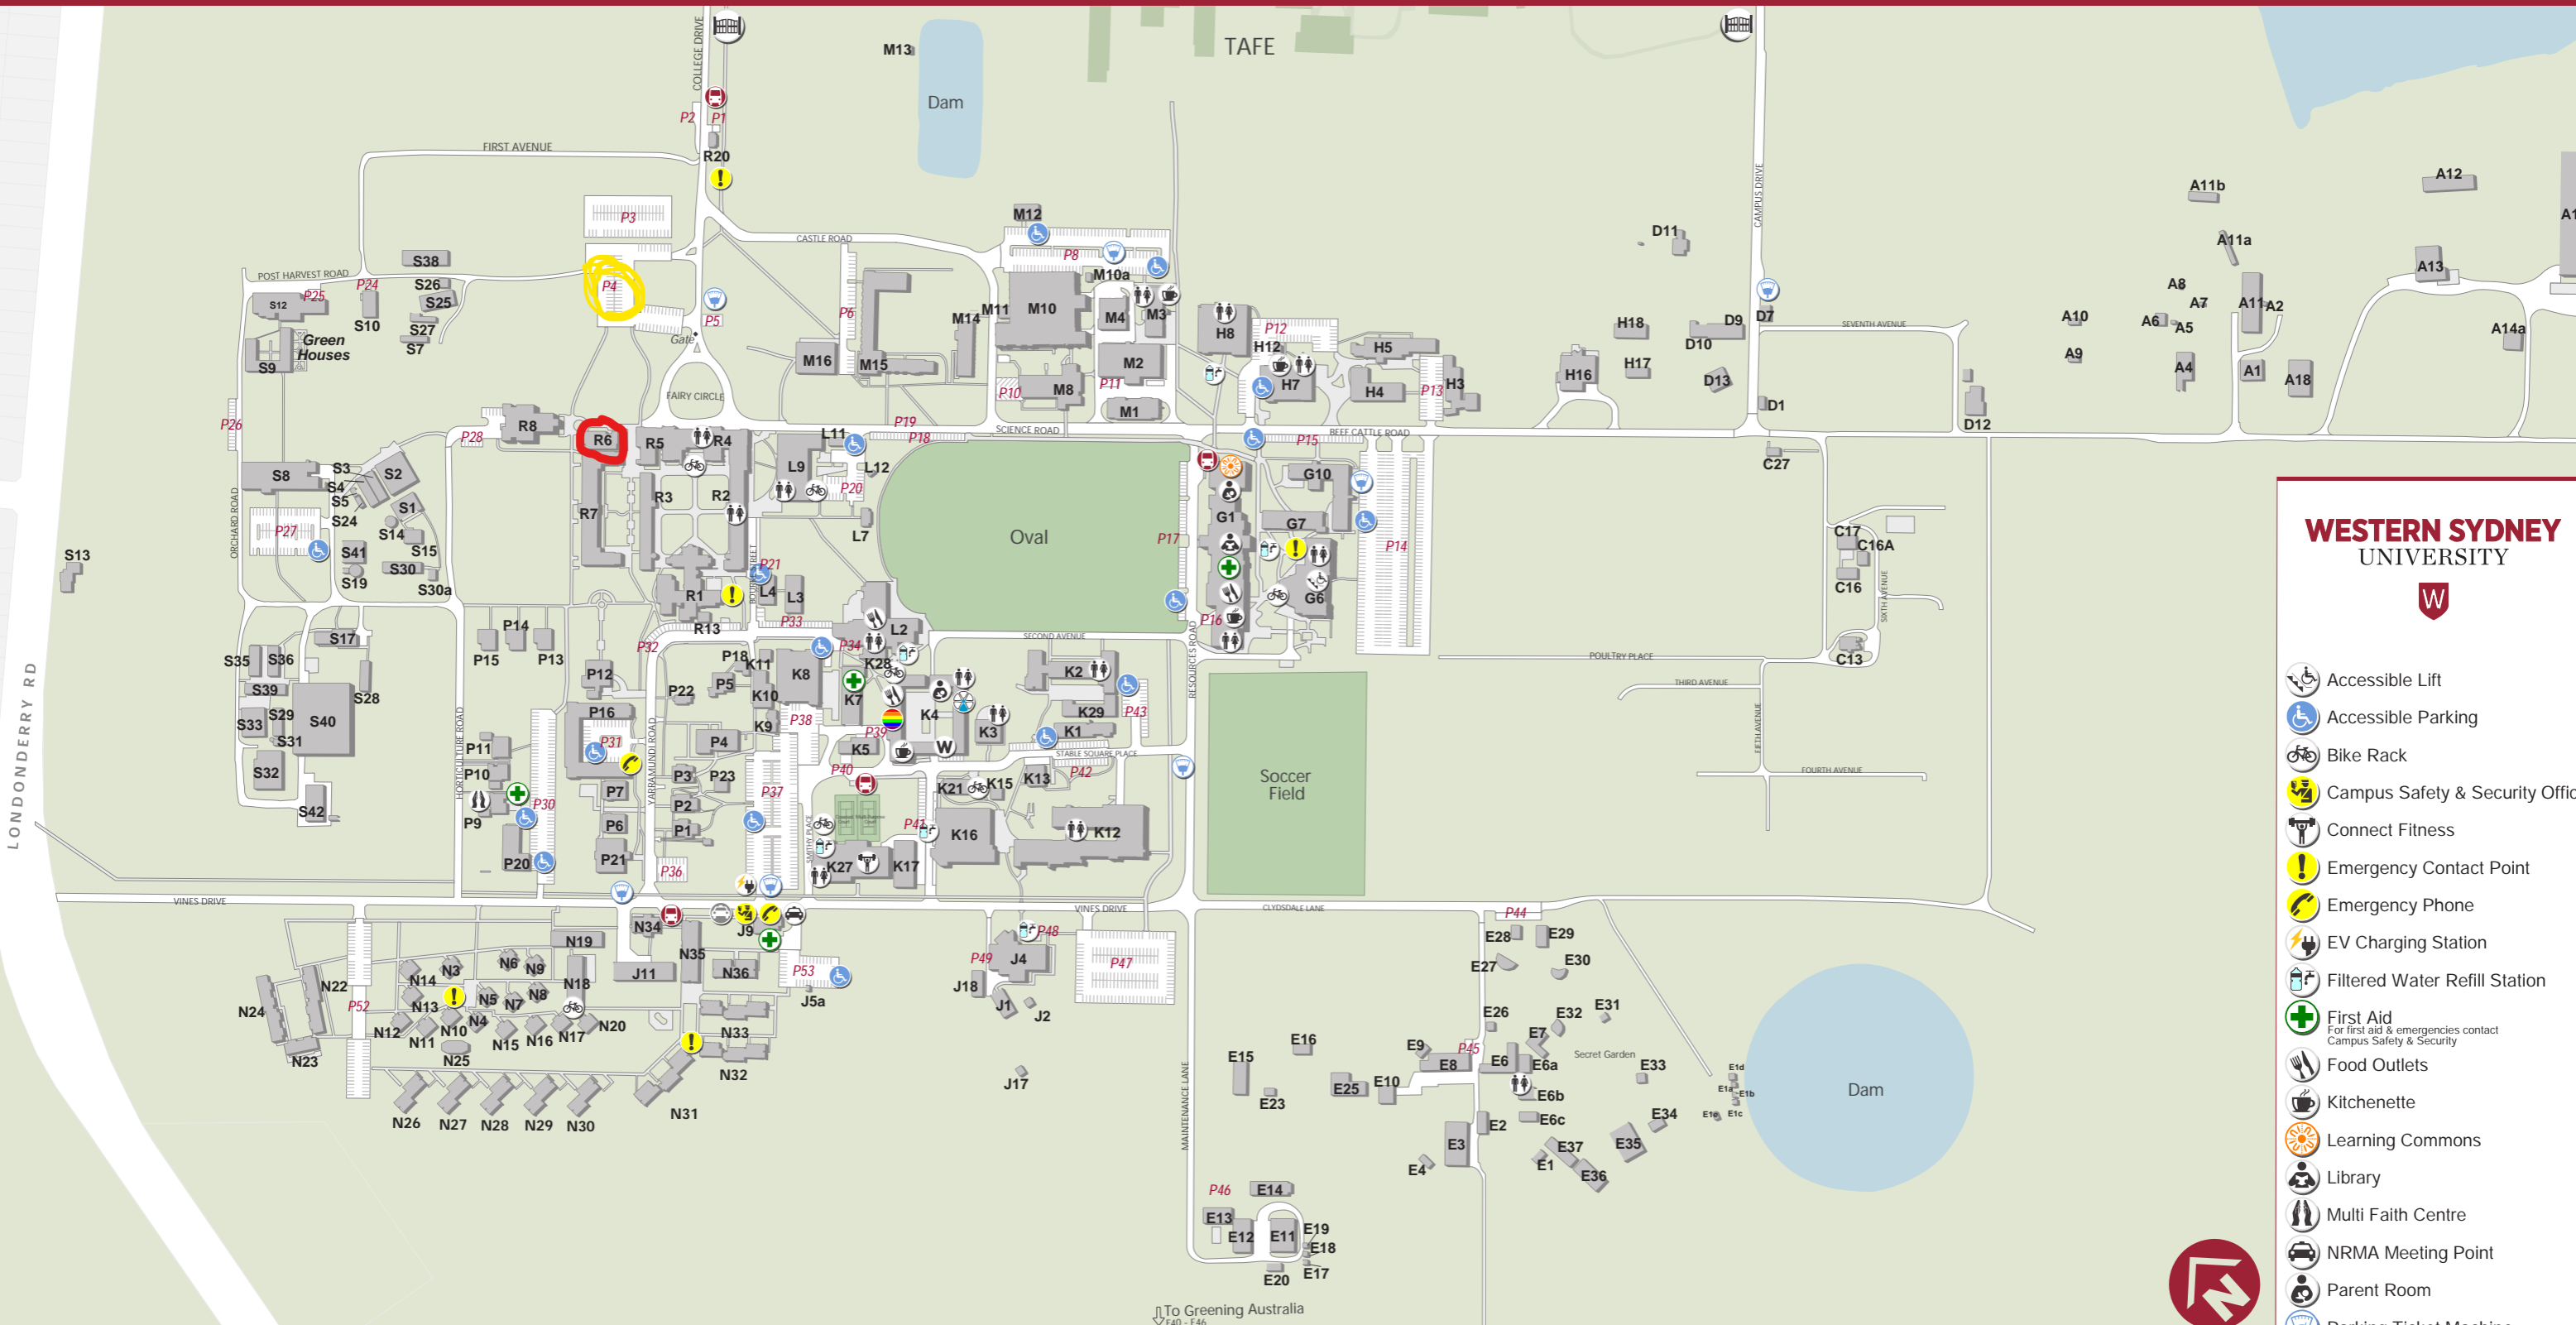 TAFE
COLLEGE DRIVE
M13
Dam
P2 P1
R20
FIRST AVENUE
CAMPUS DRIVE
A12
A11b
P3
M12
CASTLE ROAD
D11
A11a
S38
P8
A13
POST HARVEST ROAD
M10a
S26
P24
P25
P4
S25
A8
S12
A7
A11
A2
S10
S27
P5
P6
M14
M11
M10
M4
M3
H8
P12
H18
D9
D7
A10
A6
A5
SEVENTH AVENUE
A14a
Green
Houses
S7
Gate
H12
H5
D10
S9
M16
M15
M2
H7
H4
P13
H3
H16
H17
D13
A9
A4
A1
A18
P11
P10
M8
FAIRY CIRCLE
M1
D1
P26
P28
R8
R6
R5
R4
L11
P19
P18
SCIENCE ROAD
P15
BEEF CATTLE ROAD
D12
S8
S3
S4
S5
S2
L9
L12
C27
G10
ORCHARD ROAD
R3
R2
P20
S24
S1
R7
G1
G7
P27
S14
L7
Oval
P17
P14
C17
C16A
S13
S41
S15
S19
S30
S30a
P21
BOURKE STREET
L4
L3
R1
G6
C16
SIXTH AVENUE
R13
P33
L2
P16
SECOND AVENUE
RESOURCES ROAD
S17
P14
P15
P13
P32
P34
S35
S36
P18
K11
K28
POULTRY PLACE
C13
P12
K8
K2
S39
S28
P22
P5
K10
K7
THIRD AVENUE
S33
S29
S40
P16
K29
P43
S31
K9
P38
K4
K3
K1
FIFTH AVENUE
P11
P31
P4
K5
P39
STABLE SQUARE PLACE
S32
P10
P3
P23
P40
K13
P42
FOURTH AVENUE
HORTICULTURE ROAD
YARRAMUNDI ROAD
P7
P37
K21
K15
Soccer
Field
S42
P9
P30
P2
P6
P1
P41
K16
K12
SMITHY PLACE
P20
P21
P36
K27
K17
LONDONDERRY RD
VINES DRIVE
VINES DRIVE
CLYDSDALE LANE
P44
N34
J9
P48
E28
E29
N19
N35
N6
N9
N3
J11
N36
P53
P49
J4
P47
E27
E30
N22
N14
N18
J18
J5a
N24
N13
N5
N7
N8
P52
J1
J2
E31
N12
N11
N10
N4
N15
N16
N17
N20
N33
E26
E32
E7
N23
N25
E16
E9
P45
Secret Garden
E15
E8
E6
E6a
E33
N32
J17
E25
E10
E1d
E1a
E1b
E23
E6b
E1e
E1c
Dam
N26
N27
N28
N29
N30
N31
E6c
E34
E2
MAINTENANCE LANE
E3
E37
E35
E4
E1
E36
P46
E14
E13
E12
E11
E19
E18
E17
E20
To Greening Australia
E40 - E46
N
WESTERN SYDNEY
UNIVERSITY
W
Accessible Lift
Accessible Parking
Bike Rack
Campus Safety & Security Offic
Connect Fitness
Emergency Contact Point
Emergency Phone
EV Charging Station
Filtered Water Refill Station
First Aid
For first aid & emergencies contact
Campus Safety & Security
Food Outlets
Kitchenette
Learning Commons
Library
Multi Faith Centre
NRMA Meeting Point
Parent Room
Parking Ticket Machine